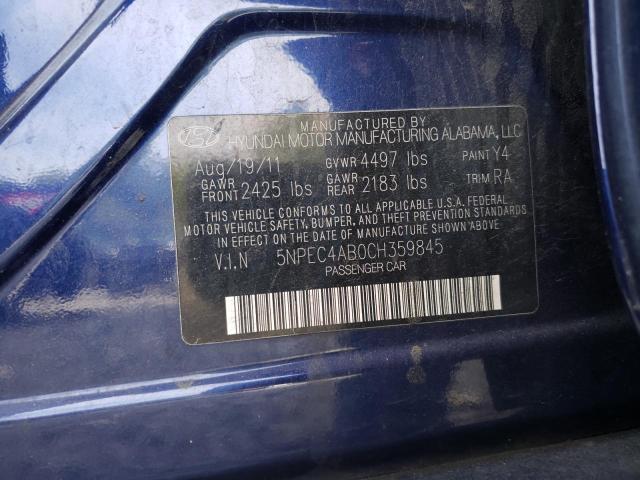 MANUFACTURED BY
HYUNDAI MOTOR MANUFACTURING ALABAMA, LLC
Aug/19/11 GVWR 4497 lbs PAINT Y4
GAWR FRONT 2425 lbs GAWR REAR 2183 lbs TRIM RA
THIS VEHICLE CONFORMS TO ALL APPLICABLE U.S.A. FEDERAL
MOTOR VEHICLE SAFETY, BUMPER, AND THEFT PREVENTION
STANDARDS IN EFFECT ON THE DATE OF MANUFACTURE SHOWN ABOVE.
V.I.N 5NPEC4AB0CH359845
PASSENGER CAR